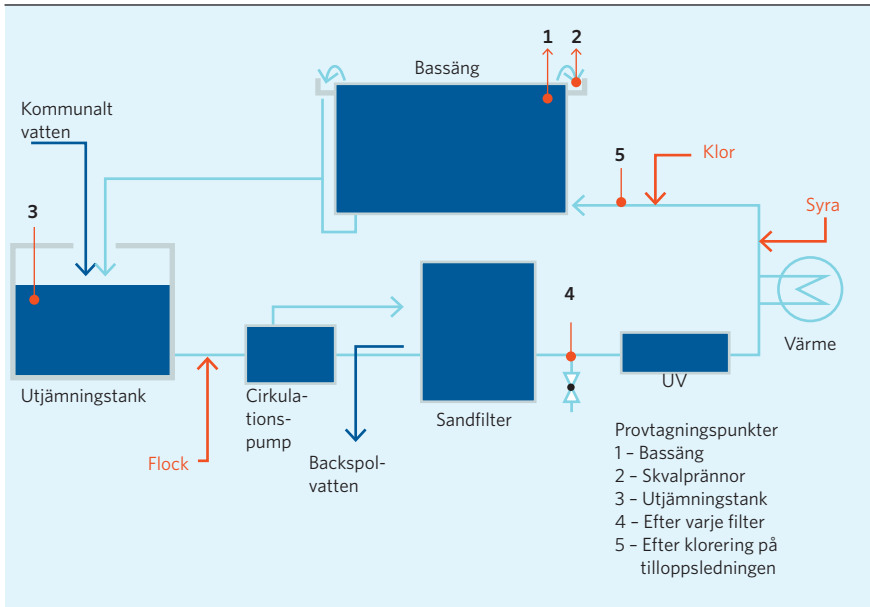 1
2
Bassäng
Kommunalt
vatten
5
Klor
3
Syra
4
Värme
Utjämningstank
Cirkula-
tions-
pump
Sandfilter
UV
Flock
Backspol-
vatten
Provtagningspunkter
1 – Bassäng
2 – Skvalprännor
3 – Utjämningstank
4 – Efter varje filter
5 – Efter klorering på
tilloppsledningen